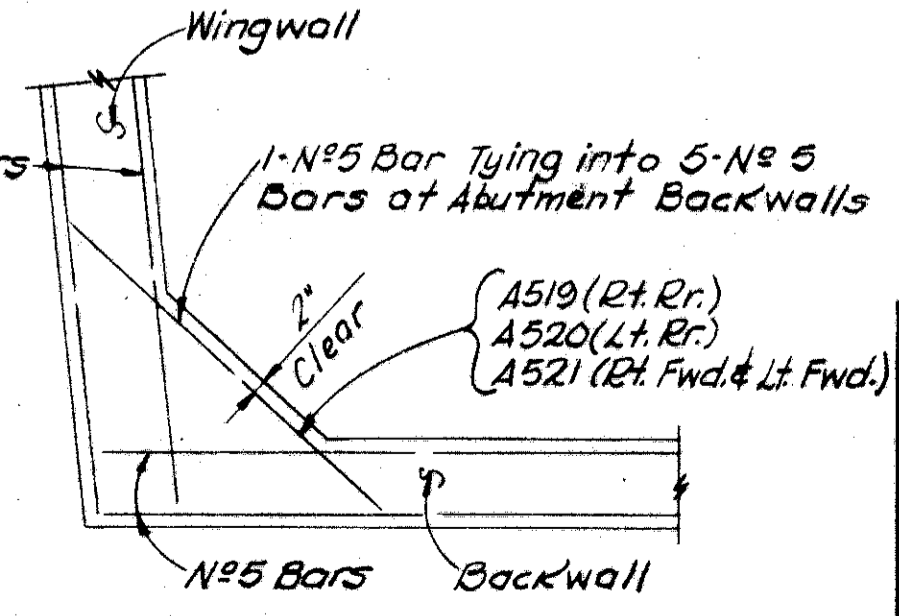 Wingwall
rs
1-Nº5 Bar Tying into 5-Nº 5
Bars at Abutment Backwalls
2"
Clear
A519 (Rt. Rr.)
A520 (Lt. Rr.)
A521 (Rt. Fwd. & Lt. Fwd.)
Nº5 Bars
Backwall